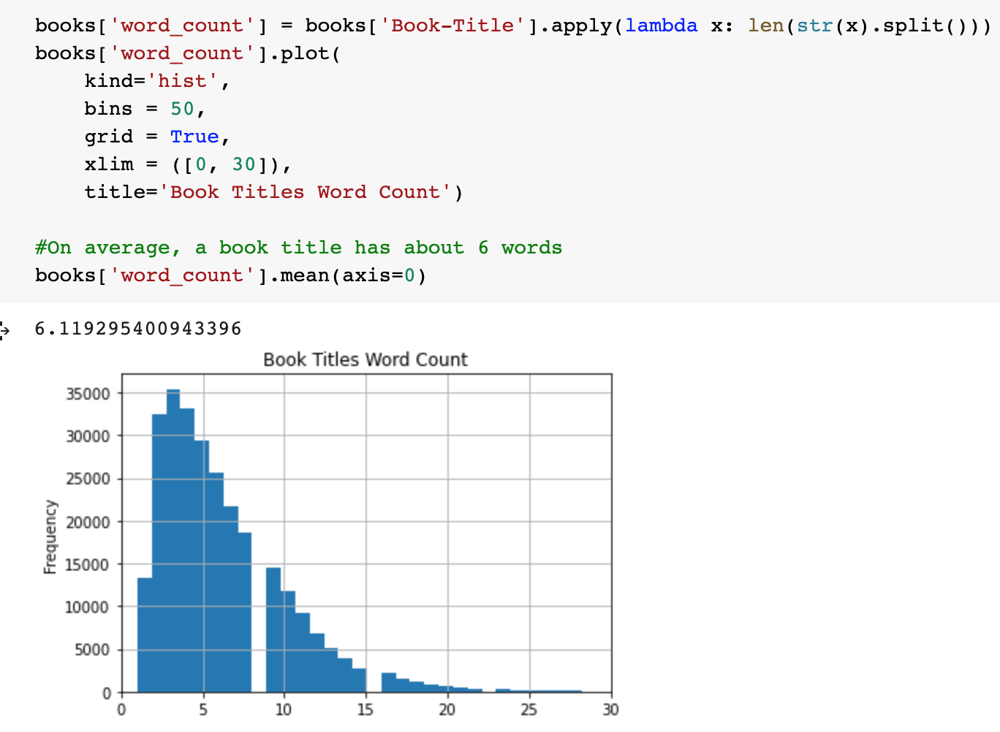 books['word_count'] = books['Book-Title'].apply(lambda x: len(str(x).split()))
books['word_count'].plot(
    kind='hist',
    bins = 50,
    grid = True,
    xlim = ([0, 30]),
    title='Book Titles Word Count')
#On average, a book title has about 6 words
books['word_count'].mean(axis=0)
6.119295400943396
Book Titles Word Count
35000
30000
25000
20000
15000
10000
5000
0
Frequency
0 5 10 15 20 25 30